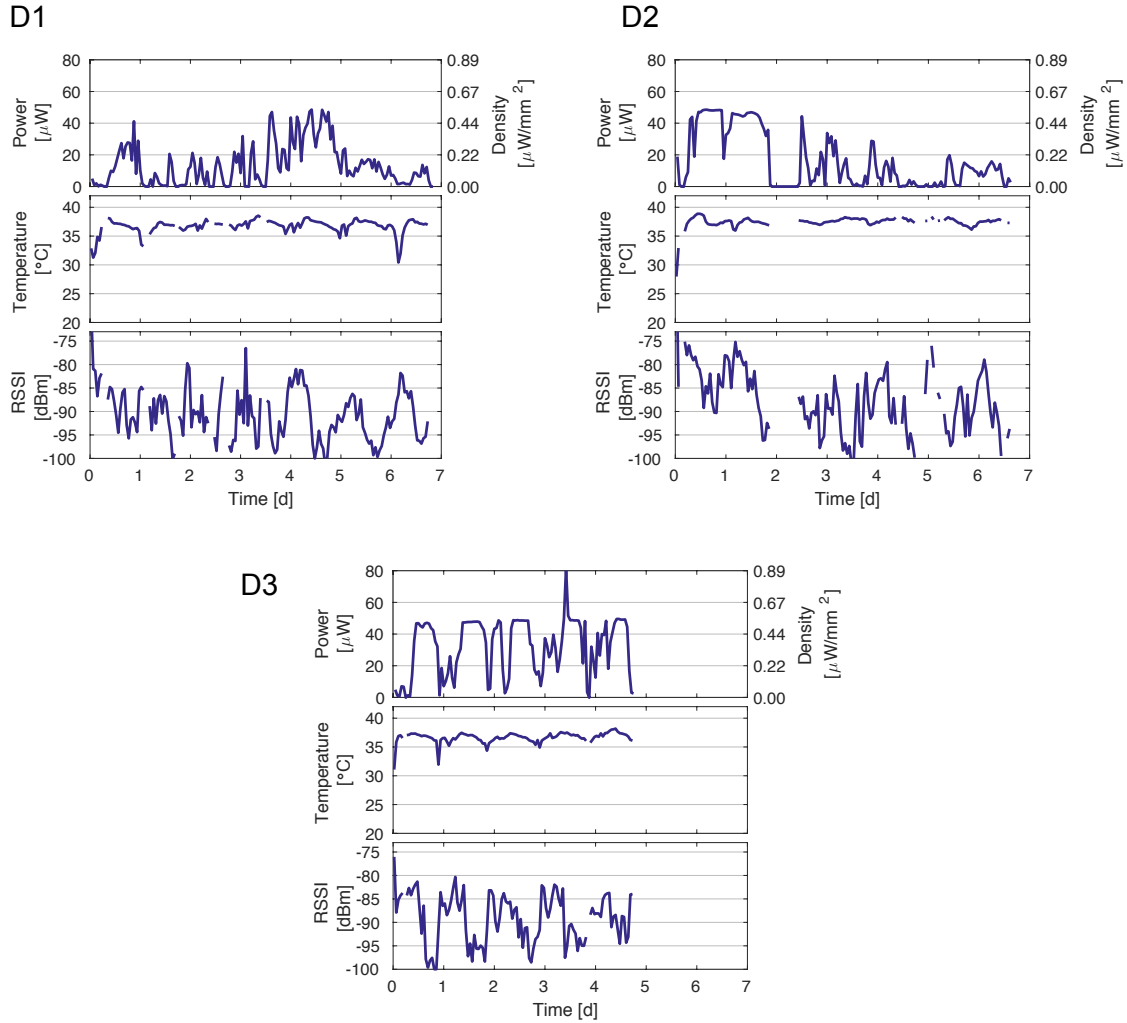 D1
80
60
40
20
0
Power
[μW]
0.89
0.67
0.44
0.22
0.00
Density
[μW/mm 2]
40
35
30
25
20
Temperature
[°C]
-75
-80
-85
-90
-95
-100
RSSI
[dBm]
0 1 2 3 4 5 6 7
Time [d]
D2
80
60
40
20
0
Power
[μW]
0.89
0.67
0.44
0.22
0.00
Density
[μW/mm 2]
40
35
30
25
20
Temperature
[°C]
-75
-80
-85
-90
-95
-100
RSSI
[dBm]
0 1 2 3 4 5 6 7
Time [d]
D3
80
60
40
20
0
Power
[μW]
0.89
0.67
0.44
0.22
0.00
Density
[μW/mm 2]
40
35
30
25
20
Temperature
[°C]
-75
-80
-85
-90
-95
-100
RSSI
[dBm]
0 1 2 3 4 5 6 7
Time [d]